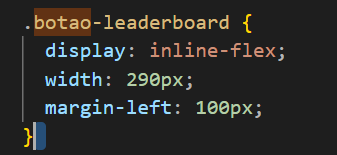 .botao-leaderboard {
display: inline-flex;
width: 290px;
margin-left: 100px;
}